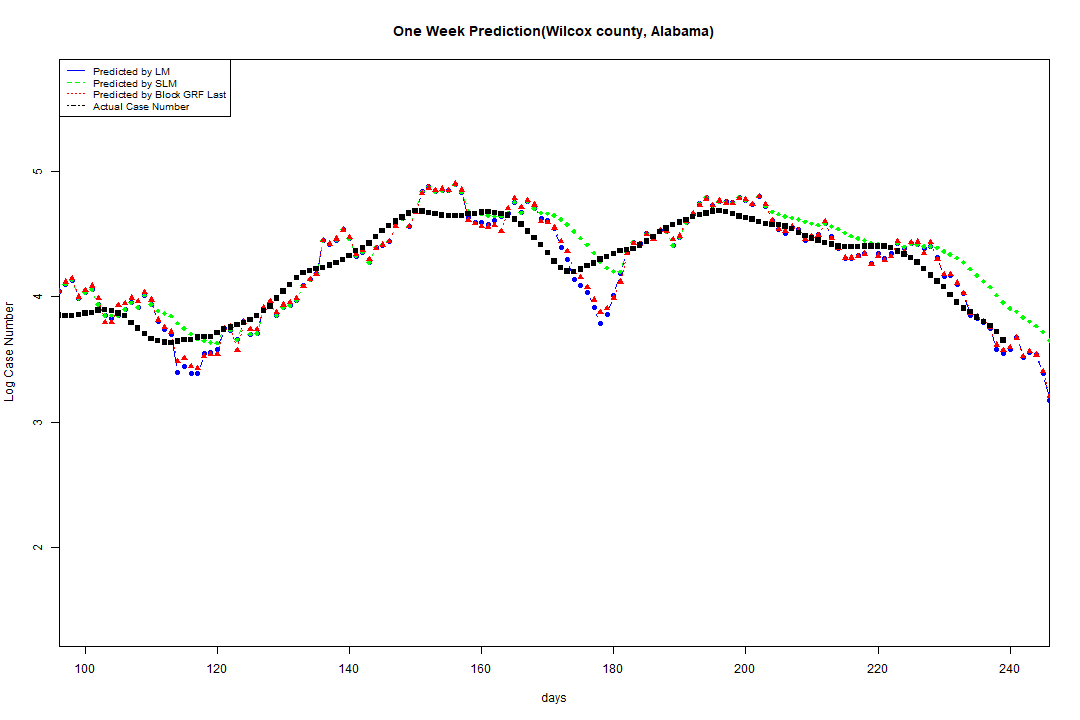 One Week Prediction(Wilcox county, Alabama)
Predicted by LM
Predicted by SLM
Predicted by Block GRF Last
Actual Case Number
5
4
3
2
Log Case Number
100 120 140 160 180 200 220 240
days